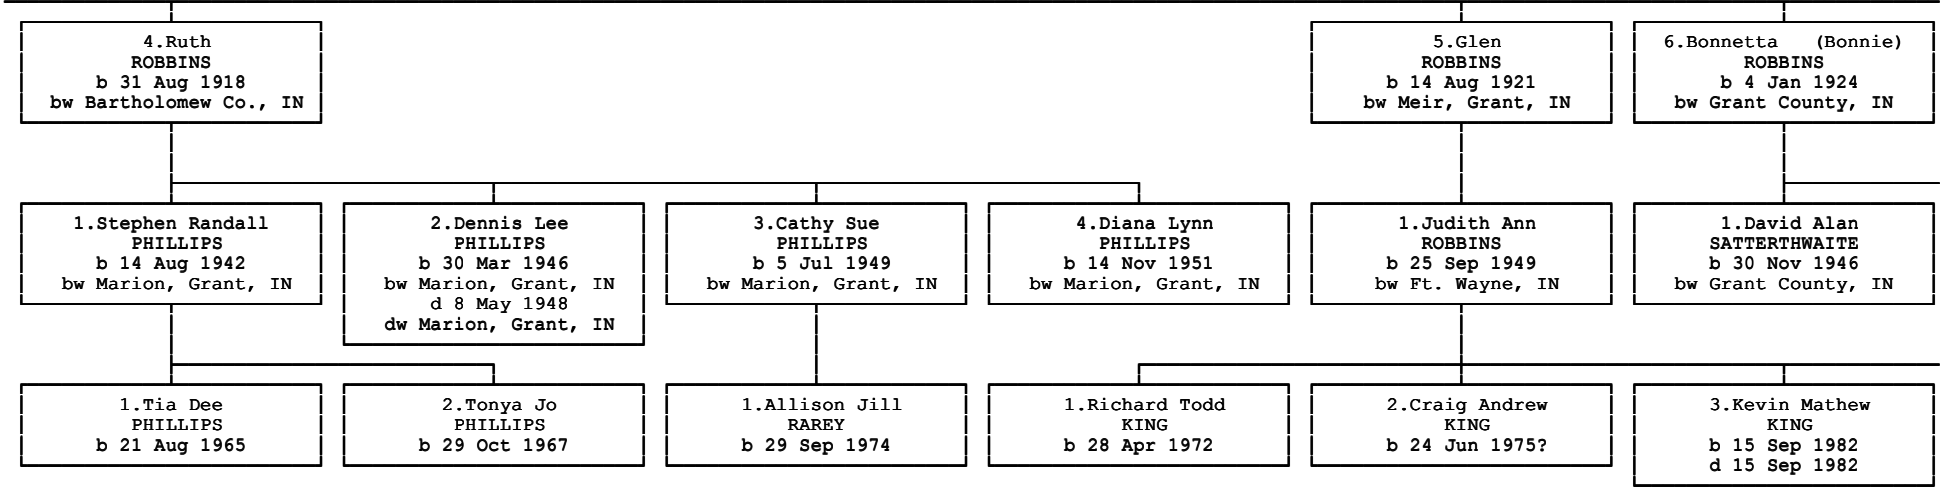 4.Ruth
ROBBINS
b 31 Aug 1918
bw Bartholomew Co., IN
5.Glen
ROBBINS
b 14 Aug 1921
bw Meir, Grant, IN
6.Bonnetta (Bonnie)
ROBBINS
b 4 Jan 1924
bw Grant County, IN
1.Stephen Randall
PHILLIPS
b 14 Aug 1942
bw Marion, Grant, IN
2.Dennis Lee
PHILLIPS
b 30 Mar 1946
bw Marion, Grant, IN
d 8 May 1948
dw Marion, Grant, IN
3.Cathy Sue
PHILLIPS
b 5 Jul 1949
bw Marion, Grant, IN
4.Diana Lynn
PHILLIPS
b 14 Nov 1951
bw Marion, Grant, IN
1.Judith Ann
ROBBINS
b 25 Sep 1949
bw Ft. Wayne, IN
1.David Alan
SATTERTHWAITE
b 30 Nov 1946
bw Grant County, IN
1.Tia Dee
PHILLIPS
b 21 Aug 1965
2.Tonya Jo
PHILLIPS
b 29 Oct 1967
1.Allison Jill
RAREY
b 29 Sep 1974
1.Richard Todd
KING
b 28 Apr 1972
2.Craig Andrew
KING
b 24 Jun 1975?
3.Kevin Mathew
KING
b 15 Sep 1982
d 15 Sep 1982